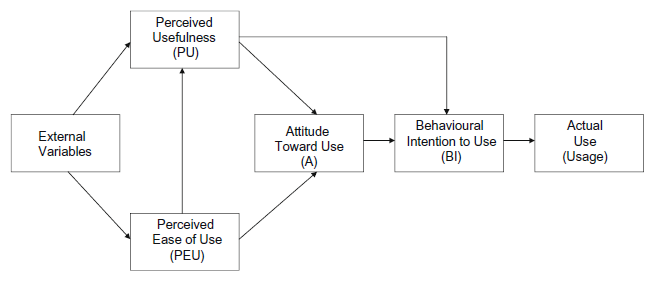 Perceived
Usefulness
(PU)
External
Variables
Attitude
Toward Use
(A)
Behavioural
Intention to Use
(BI)
Actual
Use
(Usage)
Perceived
Ease of Use
(PEU)